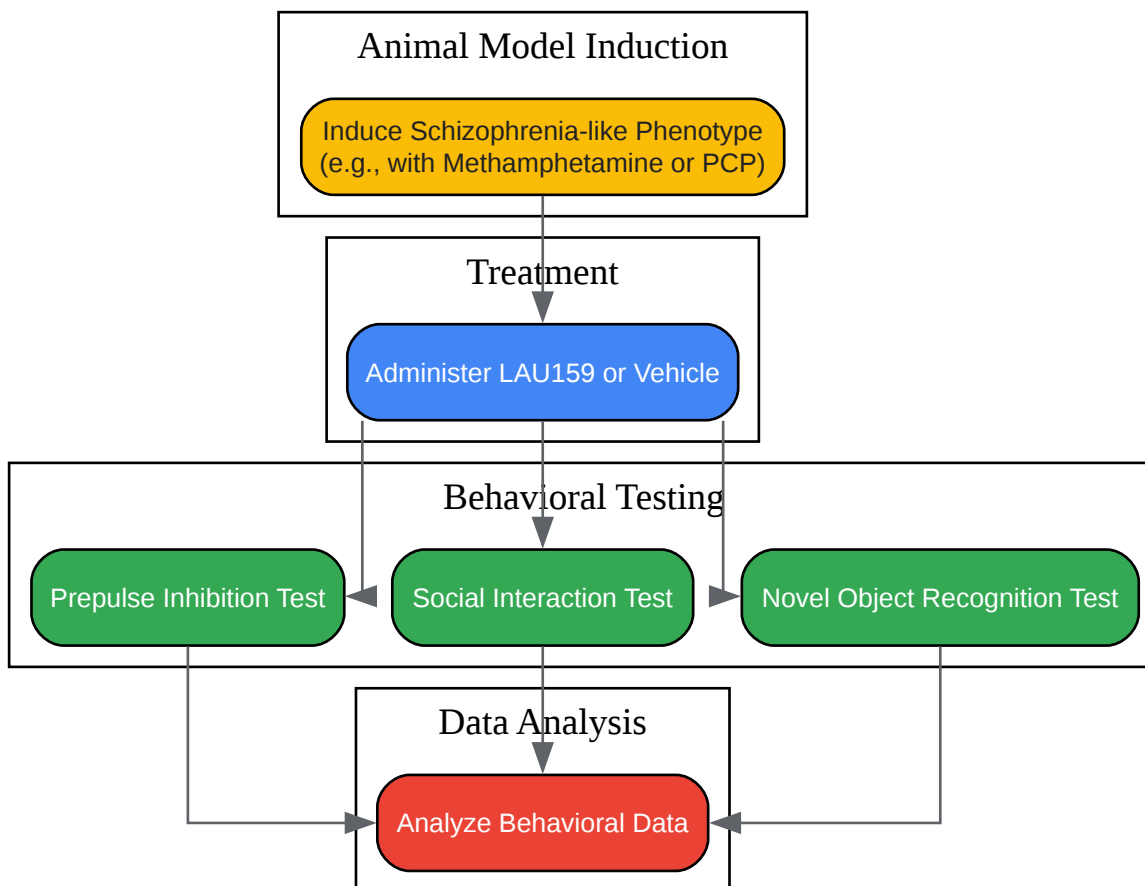 Animal Model Induction
Induce Schizophrenia-like Phenotype
(e.g., with Methamphetamine or PCP)
Treatment
Administer LAU159 or Vehicle
Behavioral Testing
Prepulse Inhibition Test
Social Interaction Test
Novel Object Recognition Test
Data Analysis
Analyze Behavioral Data